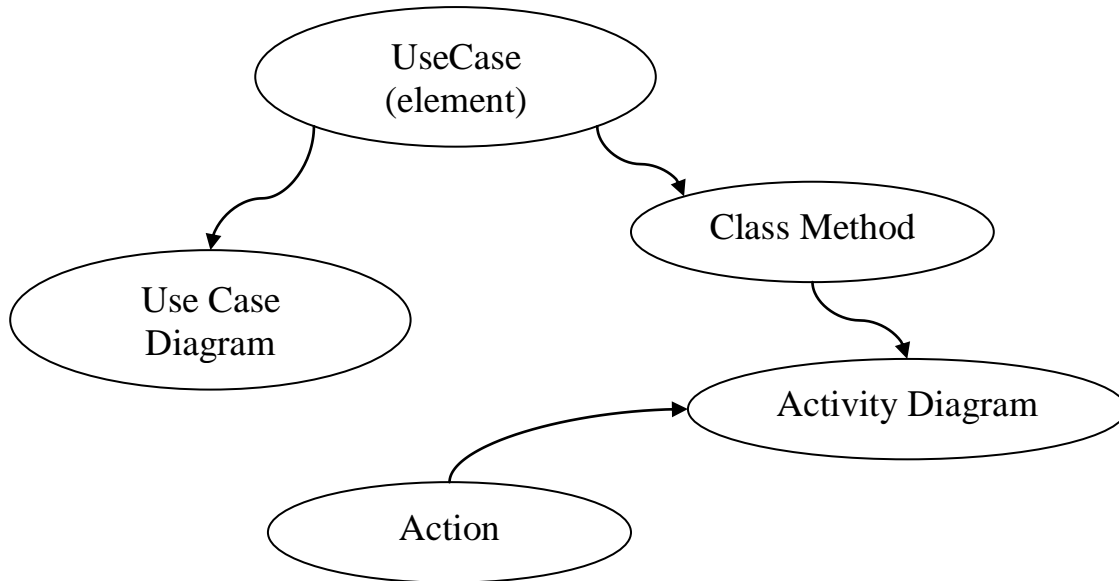 UseCase
(element)
Class Method
Use Case
Diagram
Activity Diagram
Action